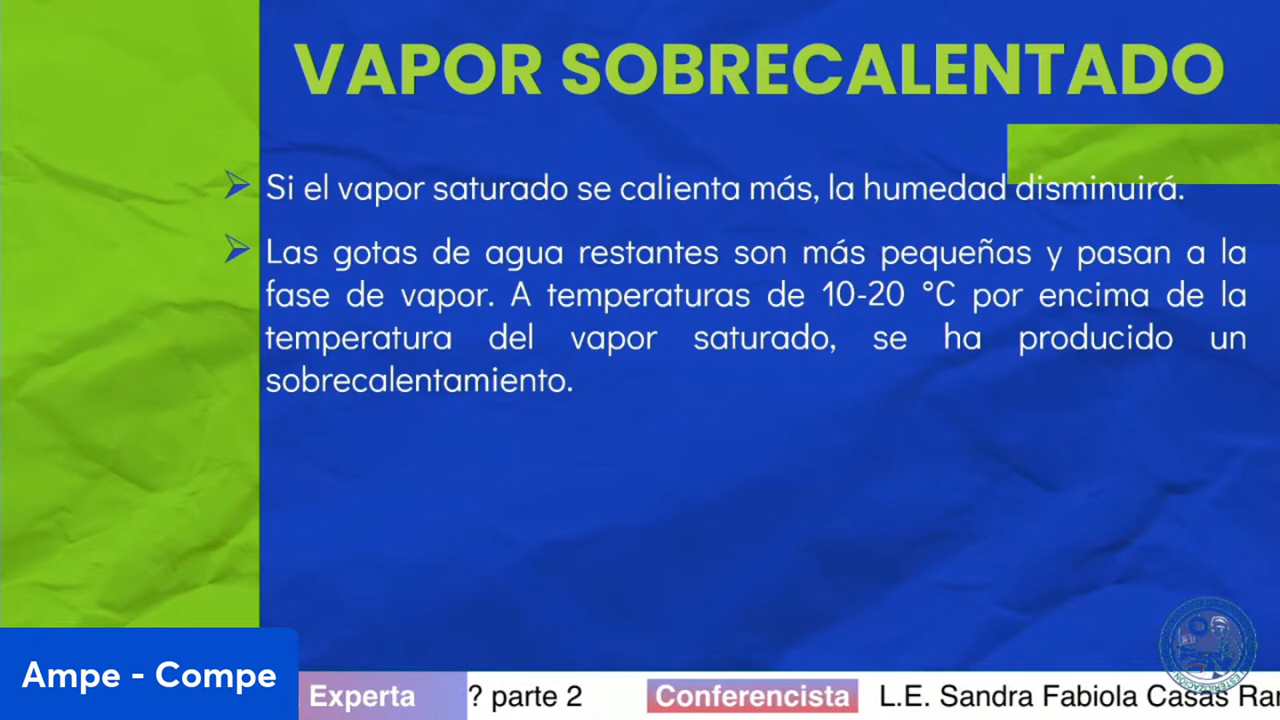 VAPOR SOBRECALENTADO
Si el vapor saturado se calienta más, la humedad disminuirá.
Las gotas de agua restantes son más pequeñas y pasan a la
fase de vapor. A temperaturas de 10-20 °C por encima de la
temperatura del vapor saturado, se ha producido un
sobrecalentamiento.
Ampe - Compe
Experta ? parte 2 Conferencista L.E. Sandra Fabiola Casas